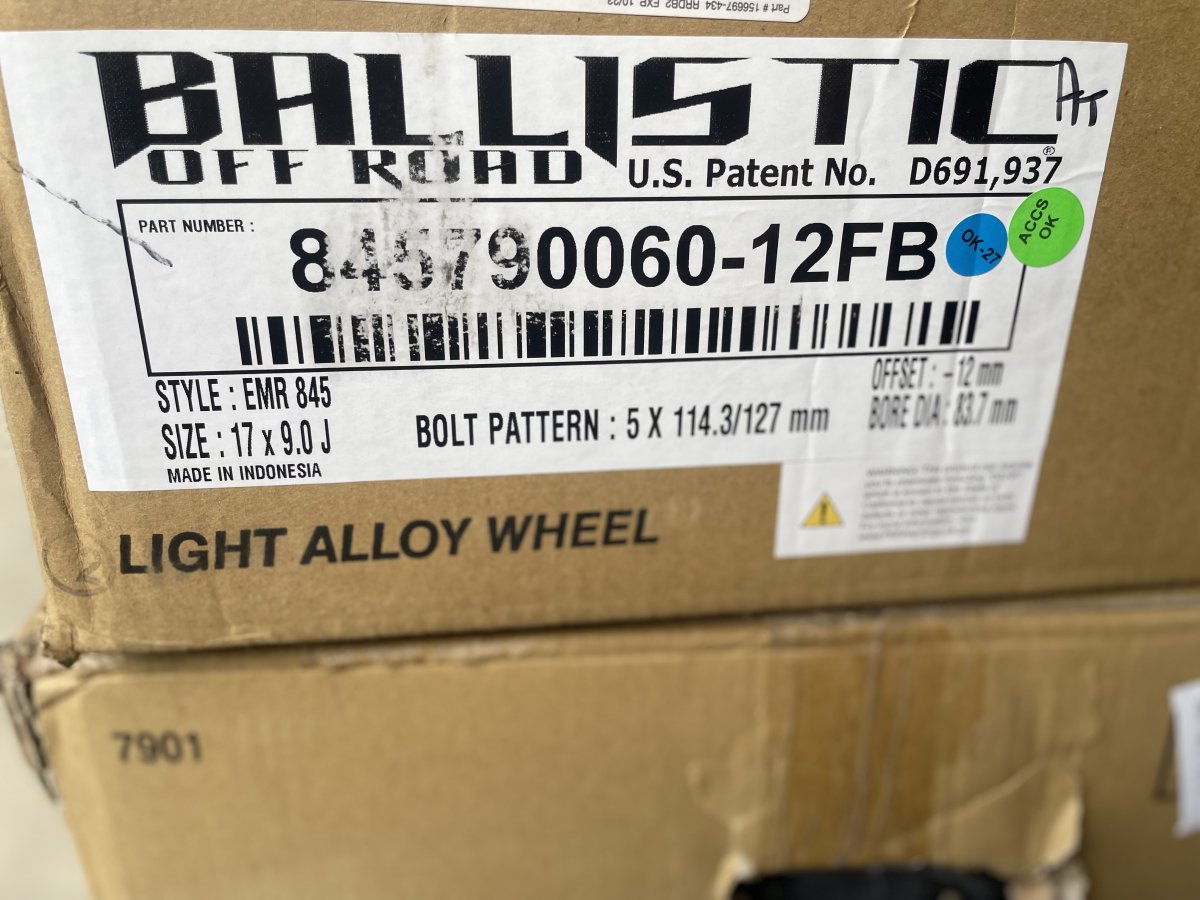 Part # 156697-434 RRDB2 EXP 10/23
BALLISTIC
AT
OFF ROAD
U.S. Patent No. D691,937
PART NUMBER :
845790060-12FB
OK-27
ACCS
OK
STYLE : EMR 845
SIZE : 17 x 9.0 J
MADE IN INDONESIA
BOLT PATTERN : 5 X 114.3/127 mm
OFFSET : -12 mm
BORE DIA : 83.7 mm
LIGHT ALLOY WHEEL
7901